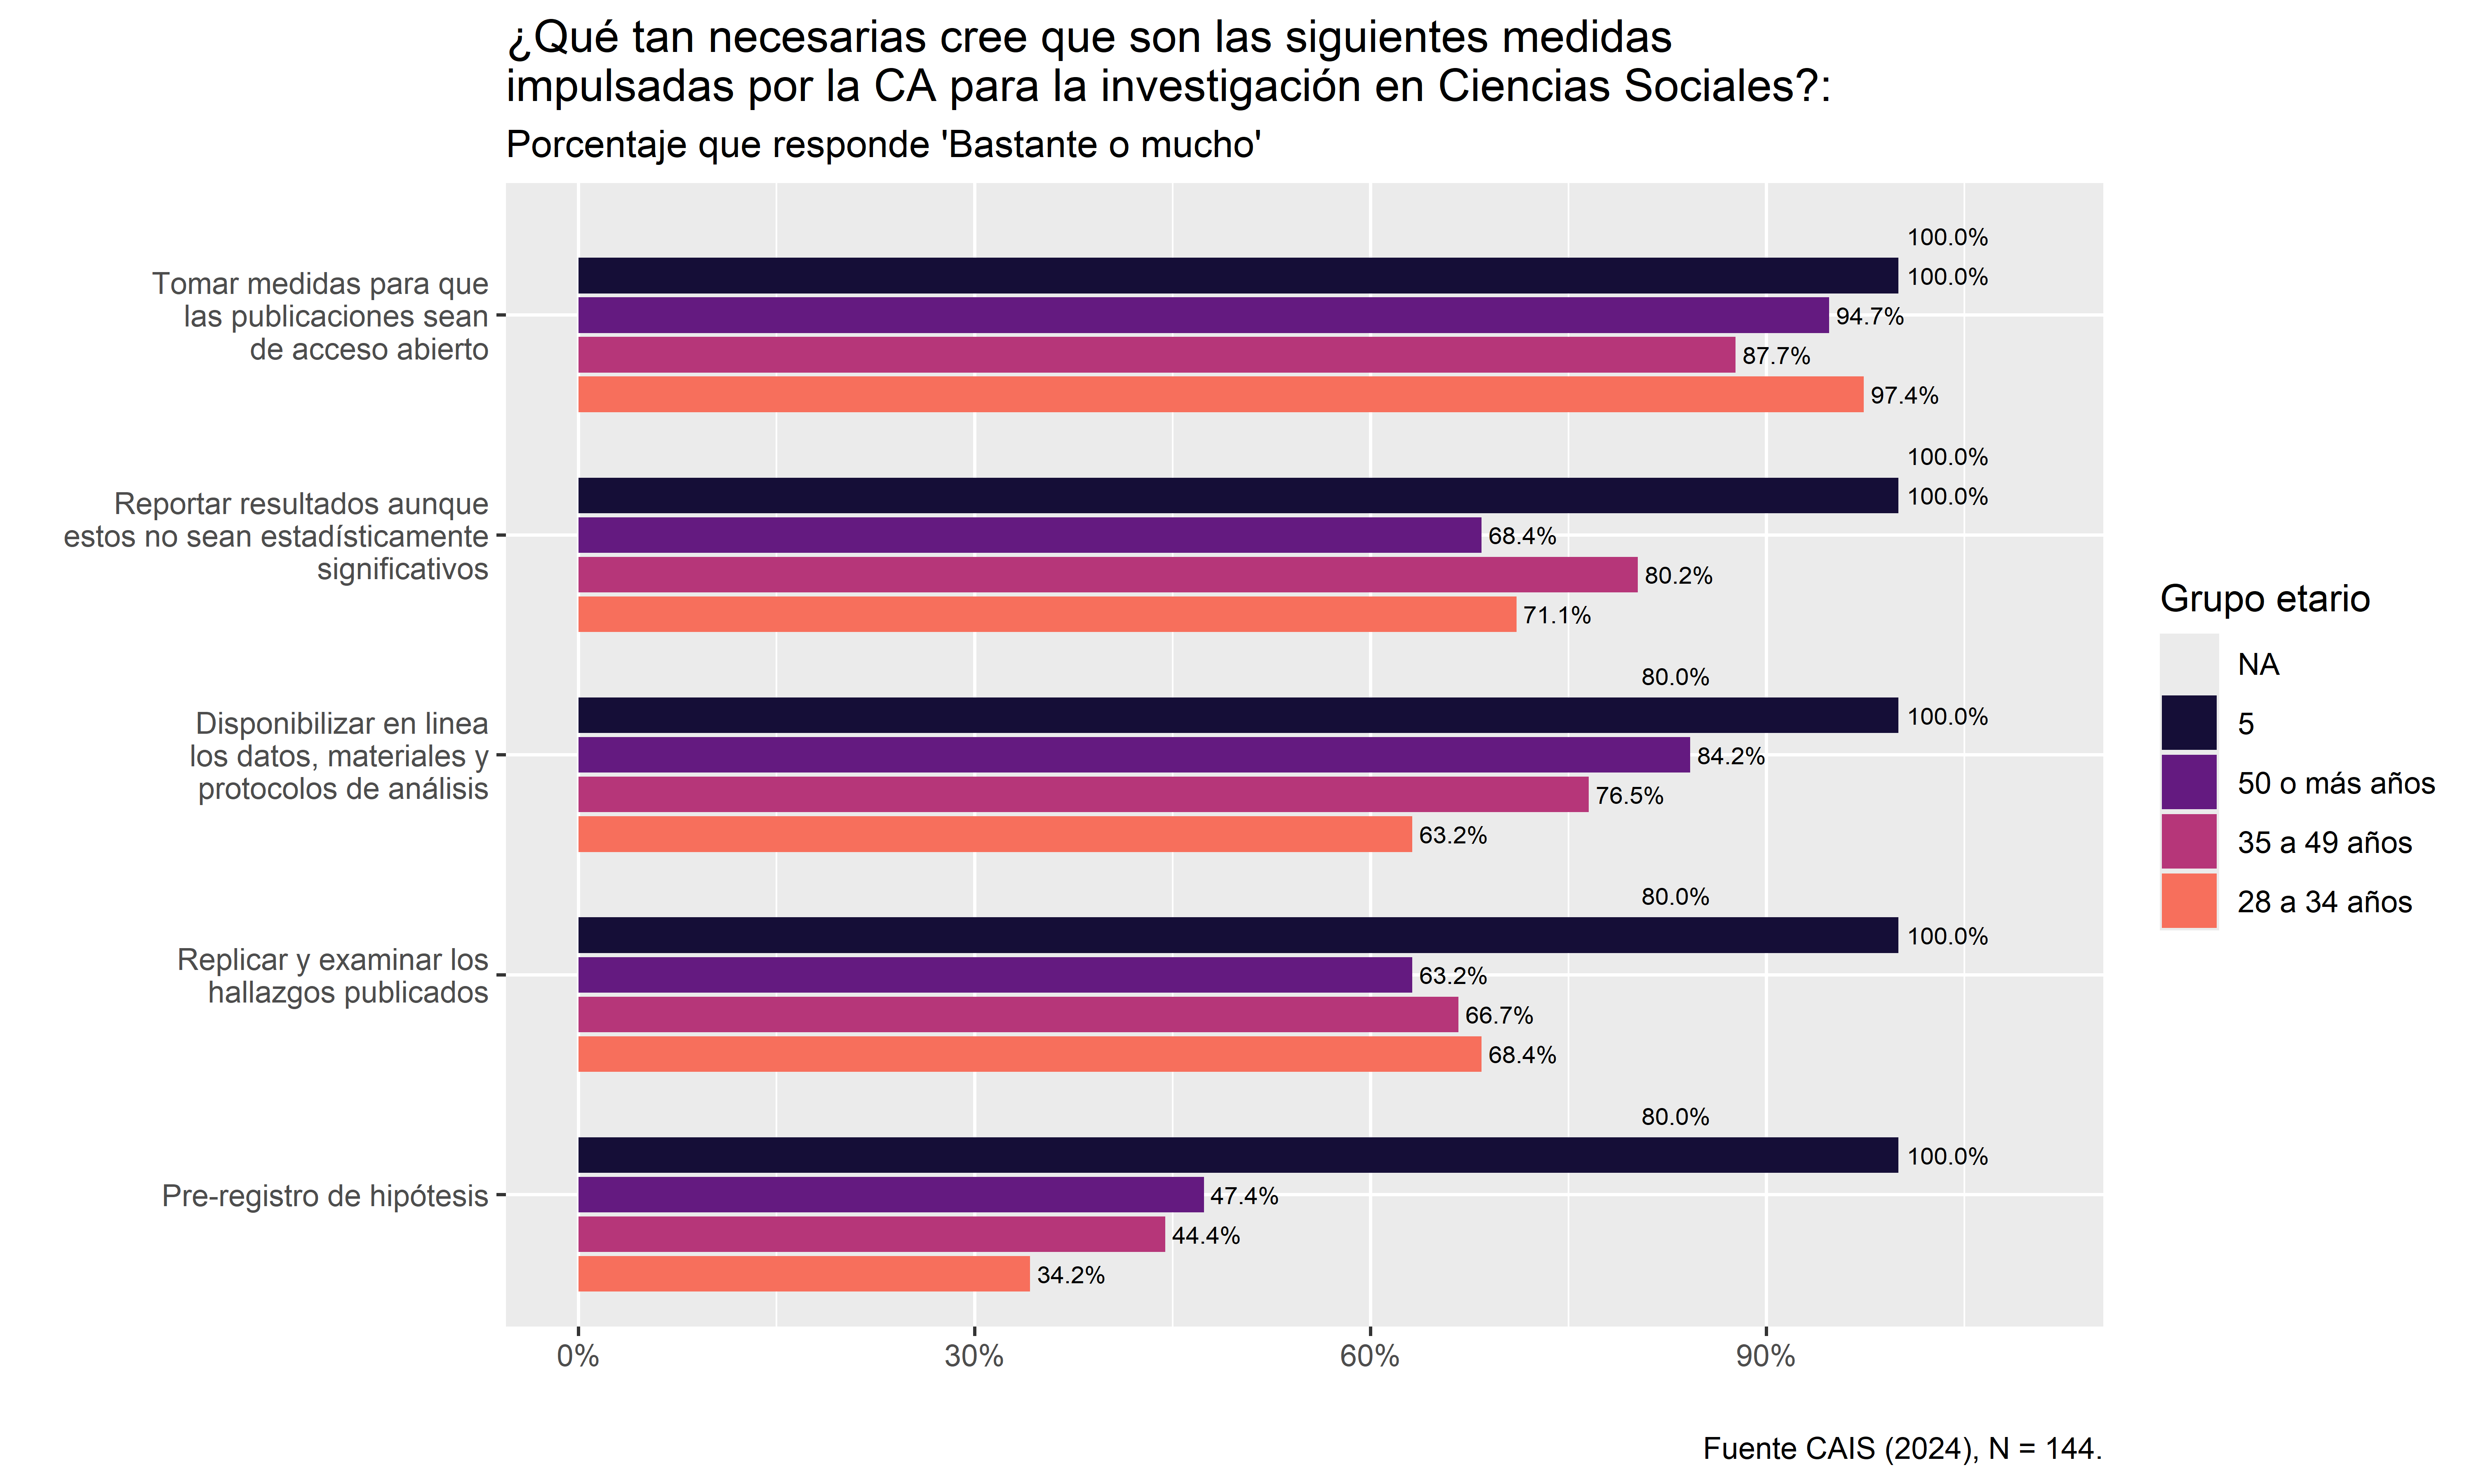 ¿Qué tan necesarias cree que son las siguientes medidas
impulsadas por la CA para la investigación en Ciencias Sociales?:
Porcentaje que responde 'Bastante o mucho'
Tomar medidas para que
las publicaciones sean
de acceso abierto
100.0%
100.0%
94.7%
87.7%
97.4%
Reportar resultados aunque
estos no sean estadísticamente
significativos
100.0%
100.0%
68.4%
80.2%
71.1%
Disponibilizar en linea
los datos, materiales y
protocolos de análisis
80.0%
100.0%
84.2%
76.5%
63.2%
Replicar y examinar los
hallazgos publicados
80.0%
100.0%
63.2%
66.7%
68.4%
Pre-registro de hipótesis
80.0%
100.0%
47.4%
44.4%
34.2%
0%
30%
60%
90%
Grupo etario
NA
5
50 o más años
35 a 49 años
28 a 34 años
Fuente CAIS (2024), N = 144.